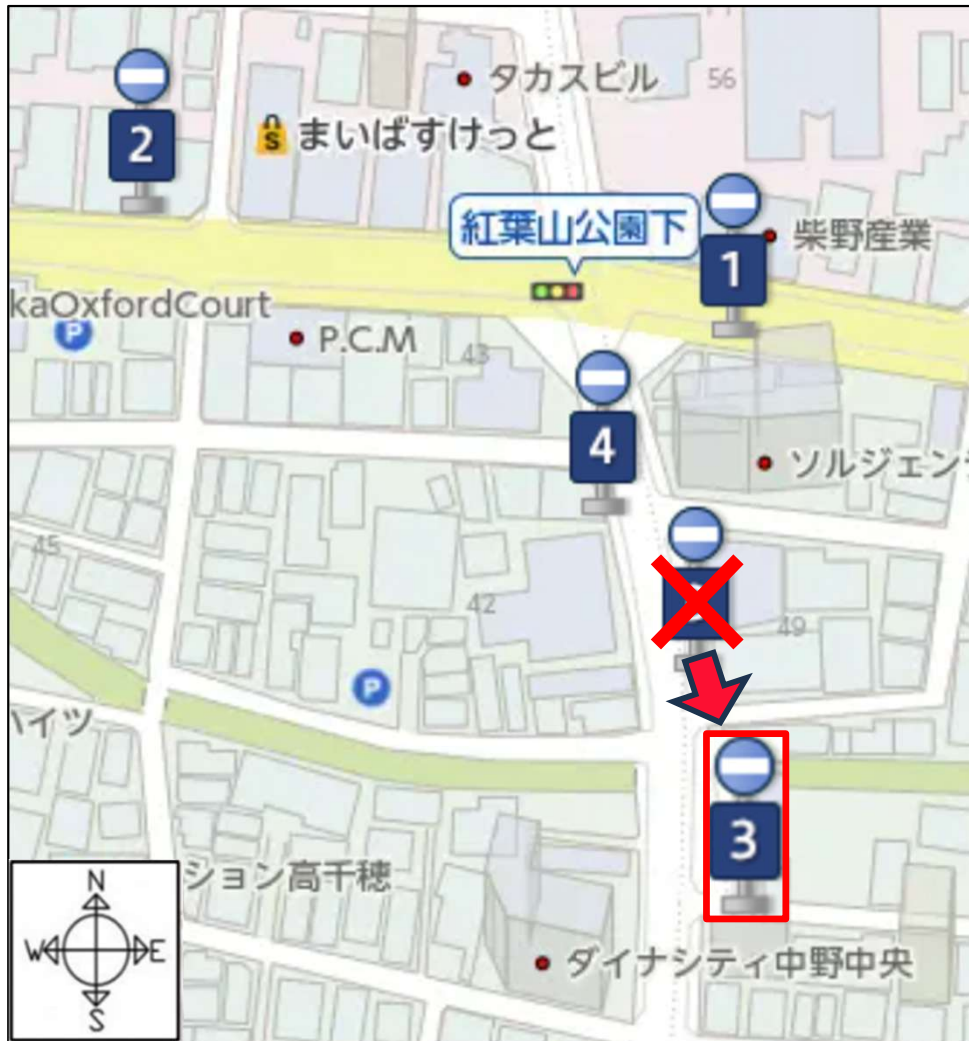 タカスビル
56
2
まいばすけっと
紅葉山公園下
柴野産業
1
kaOxfordCourt
P
P.C.M
43
4
ソルジェン
45
42
49
P
ハイツ
3
N
W E
S
ション高千穂
ダイナシティ中野中央